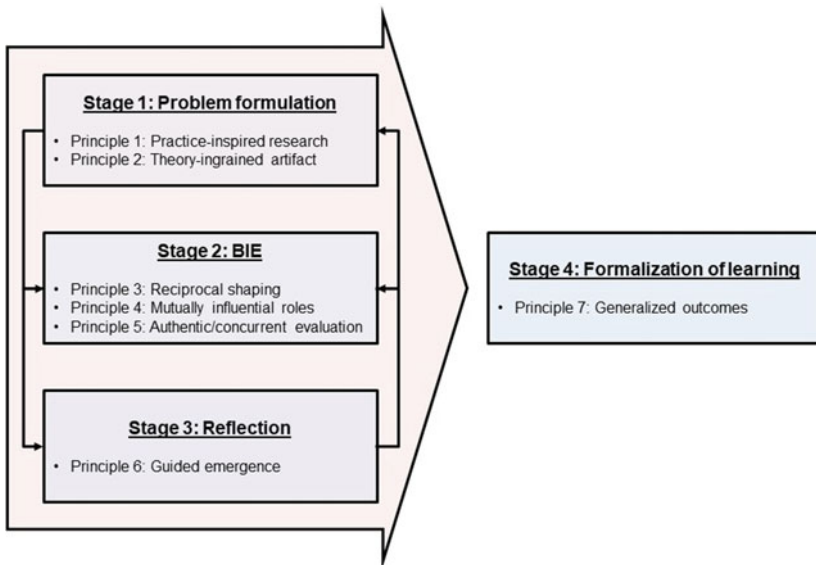 Stage 1: Problem formulation
• Principle 1: Practice-inspired research
• Principle 2: Theory-ingrained artifact
Stage 2: BIE
• Principle 3: Reciprocal shaping
• Principle 4: Mutually influential roles
• Principle 5: Authentic/concurrent evaluation
Stage 3: Reflection
• Principle 6: Guided emergence
Stage 4: Formalization of learning
• Principle 7: Generalized outcomes